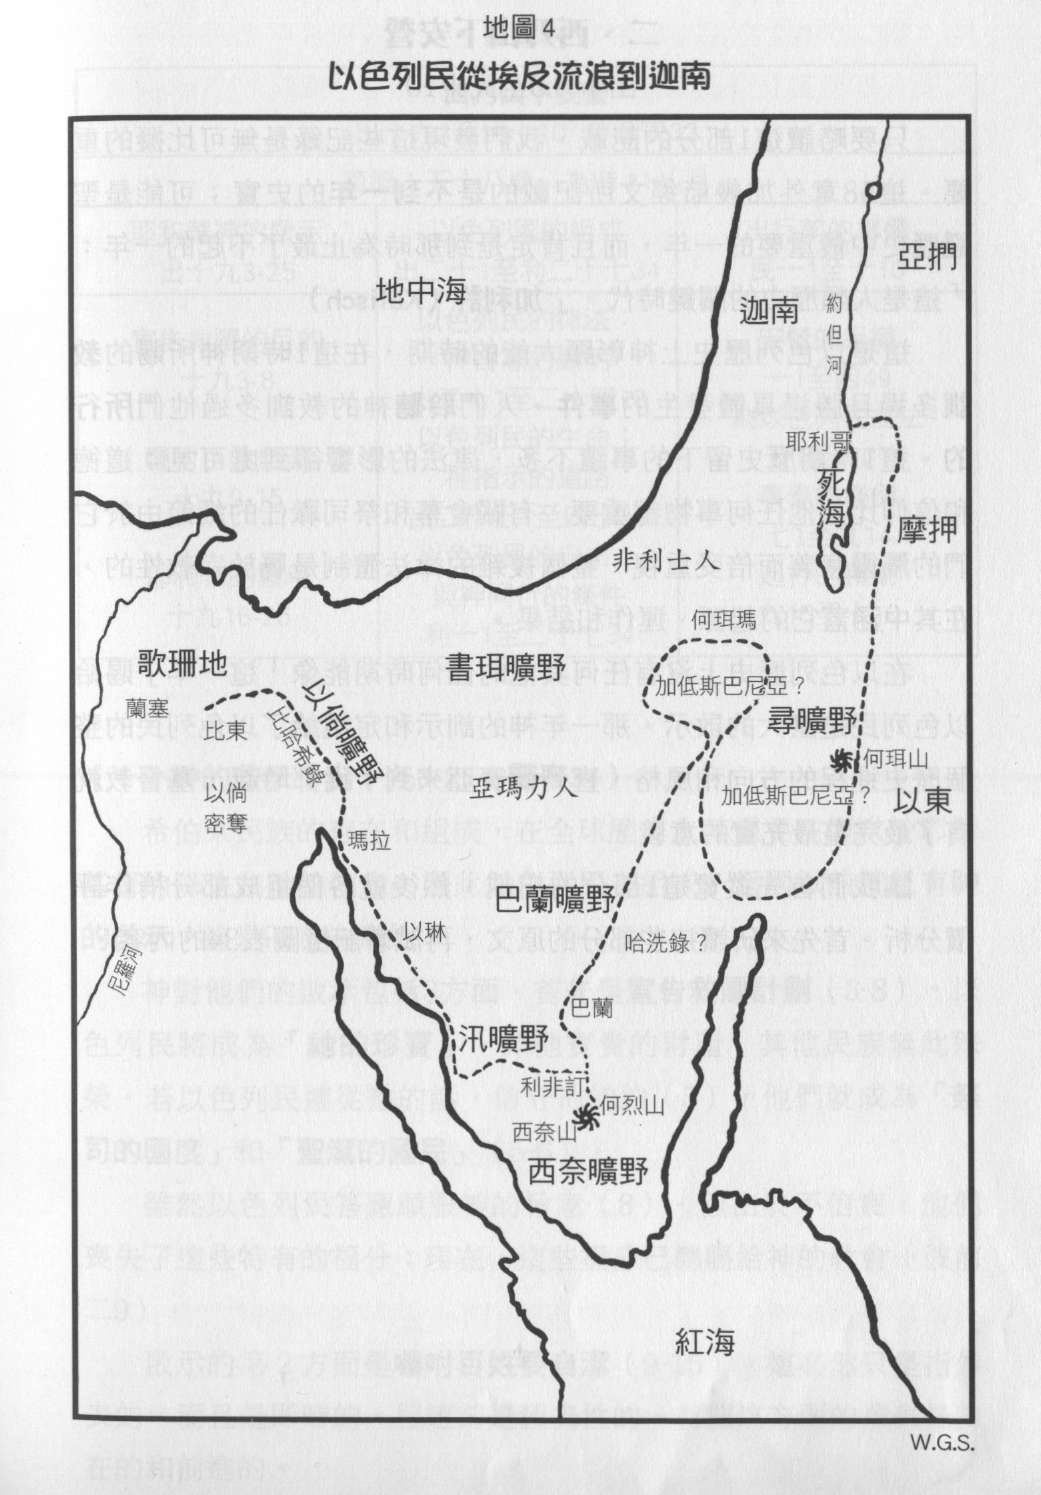 地圖4
以色列民從埃及流浪到迦南
亞捫
地中海
迦南
約但河
耶利哥
死海
摩押
非利士人
何珥瑪
歌珊地
書珥曠野
加低斯巴尼亞？
蘭塞
以倘曠野
比哈希錄
比東
尋曠野
何珥山
亞瑪力人
加低斯巴尼亞？
以東
以倘
密奪
瑪拉
巴蘭曠野
以琳
哈洗錄？
尼羅河
巴蘭
汛曠野
利非訂
何烈山
西奈山
西奈曠野
紅海
W.G.S.